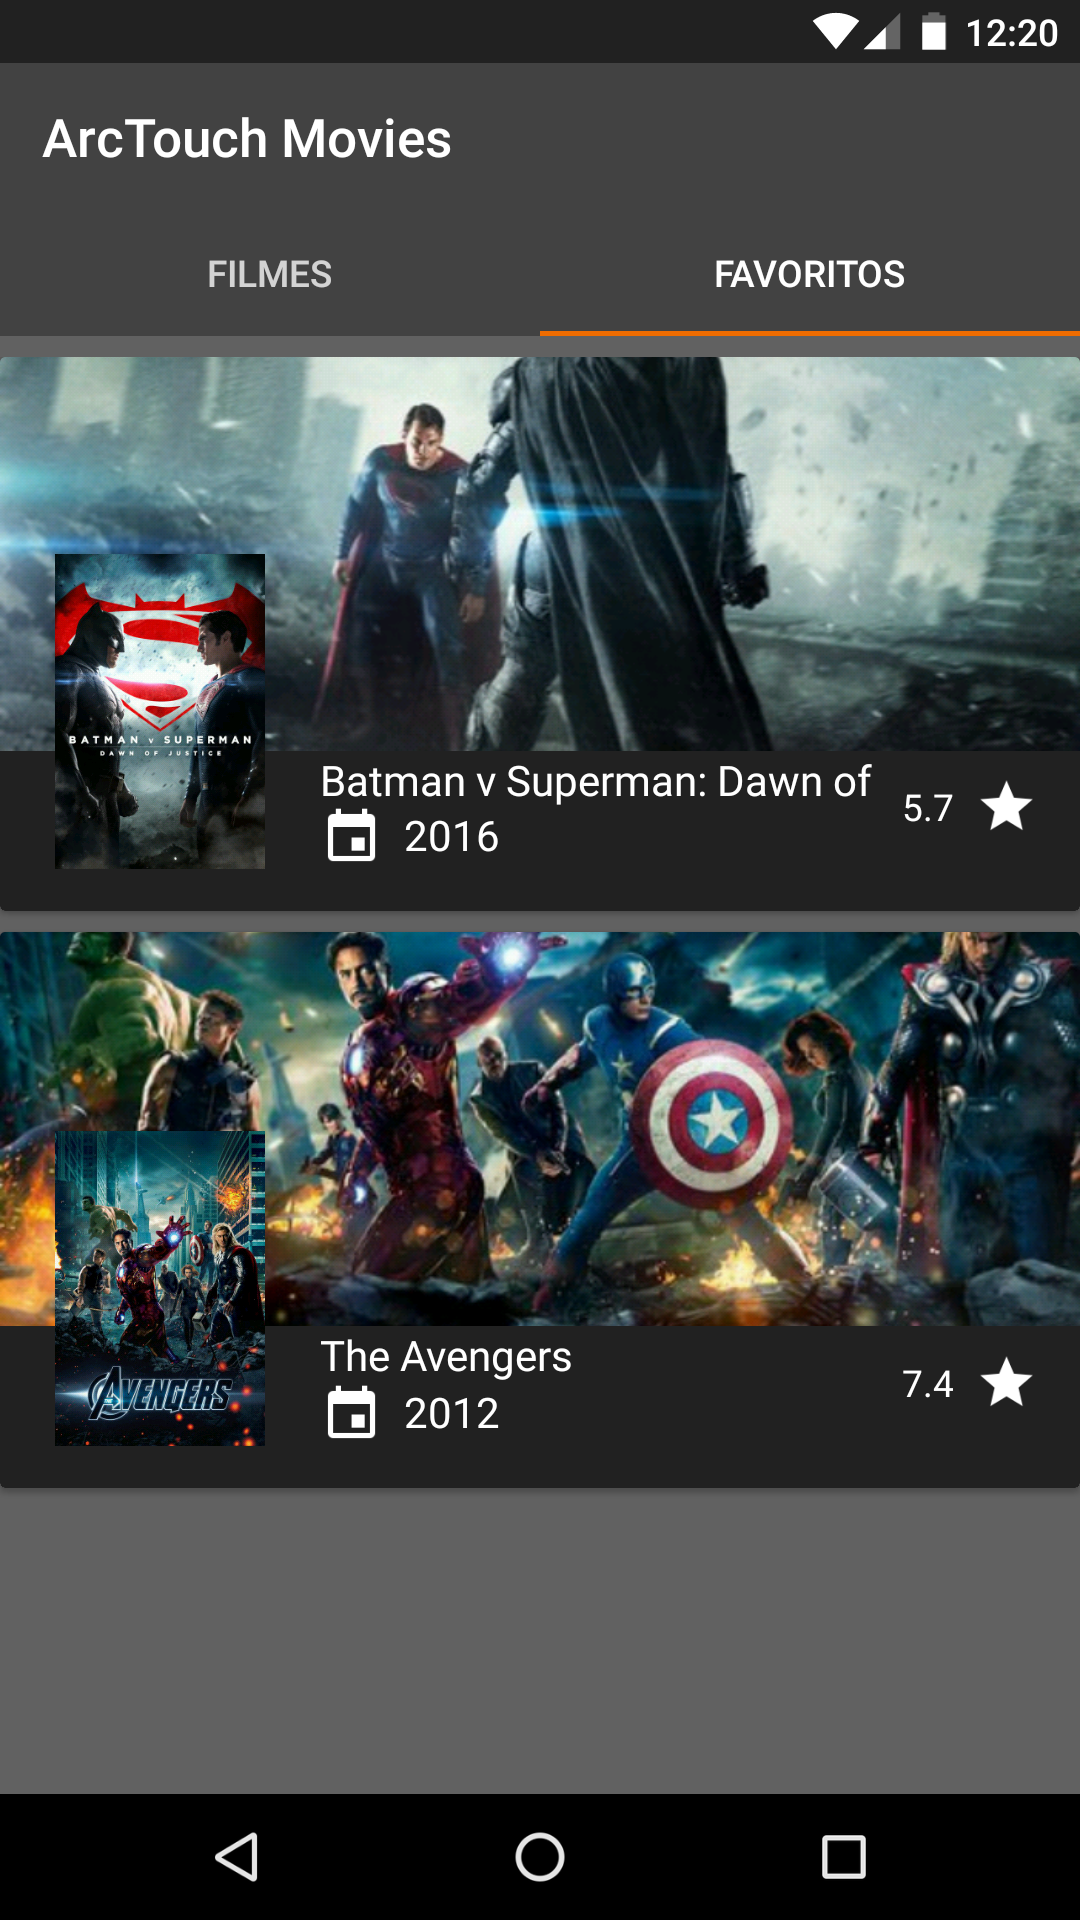 12:20
ArcTouch Movies
FILMES
FAVORITOS
BATMAN v SUPERMAN
DAWN OF JUSTICE
Batman v Superman: Dawn of
2016
5.7
AVENGERS
The Avengers
2012
7.4